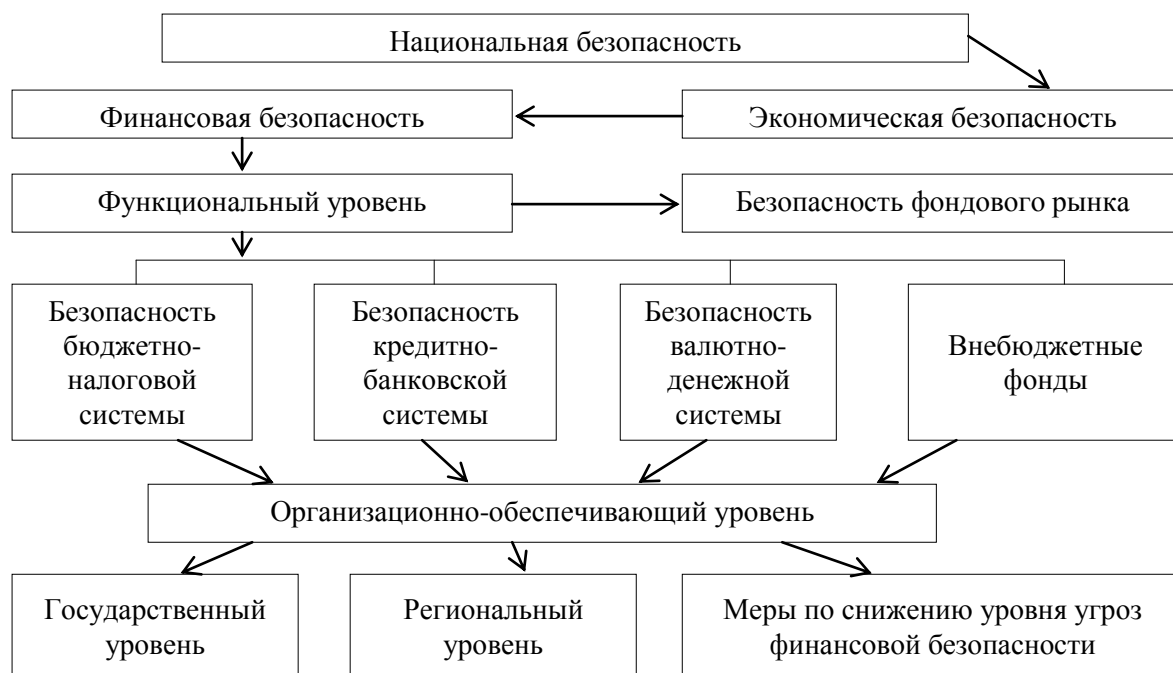 Национальная безопасность
Финансовая безопасность
Экономическая безопасность
Функциональный уровень
Безопасность фондового рынка
Безопасность
бюджетно-
налоговой
системы
Безопасность
кредитно-
банковской
системы
Безопасность
валютно-
денежной
системы
Внебюджетные
фонды
Организационно-обеспечивающий уровень
Государственный
уровень
Региональный
уровень
Меры по снижению уровня угроз
финансовой безопасности